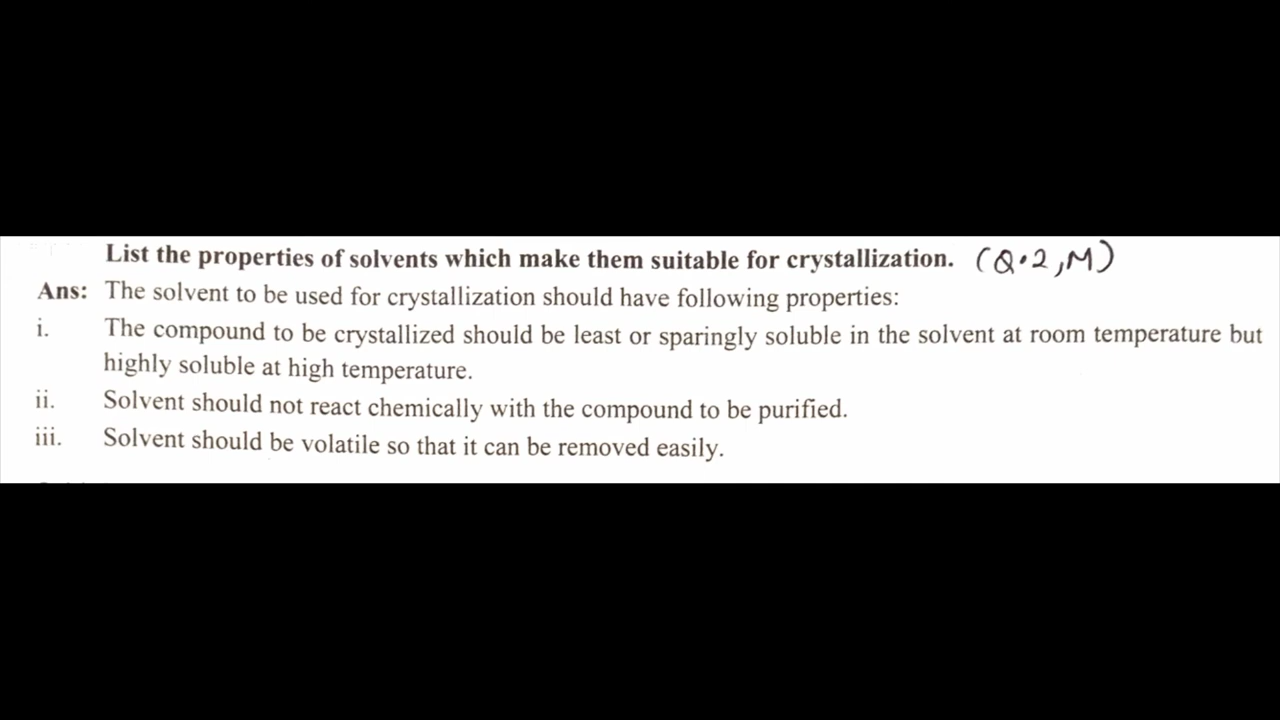 List the properties of solvents which make them suitable for crystallization. (Q.2,M)
Ans: The solvent to be used for crystallization should have following properties:
i. The compound to be crystallized should be least or sparingly soluble in the solvent at room temperature but
highly soluble at high temperature.
ii. Solvent should not react chemically with the compound to be purified.
iii. Solvent should be volatile so that it can be removed easily.